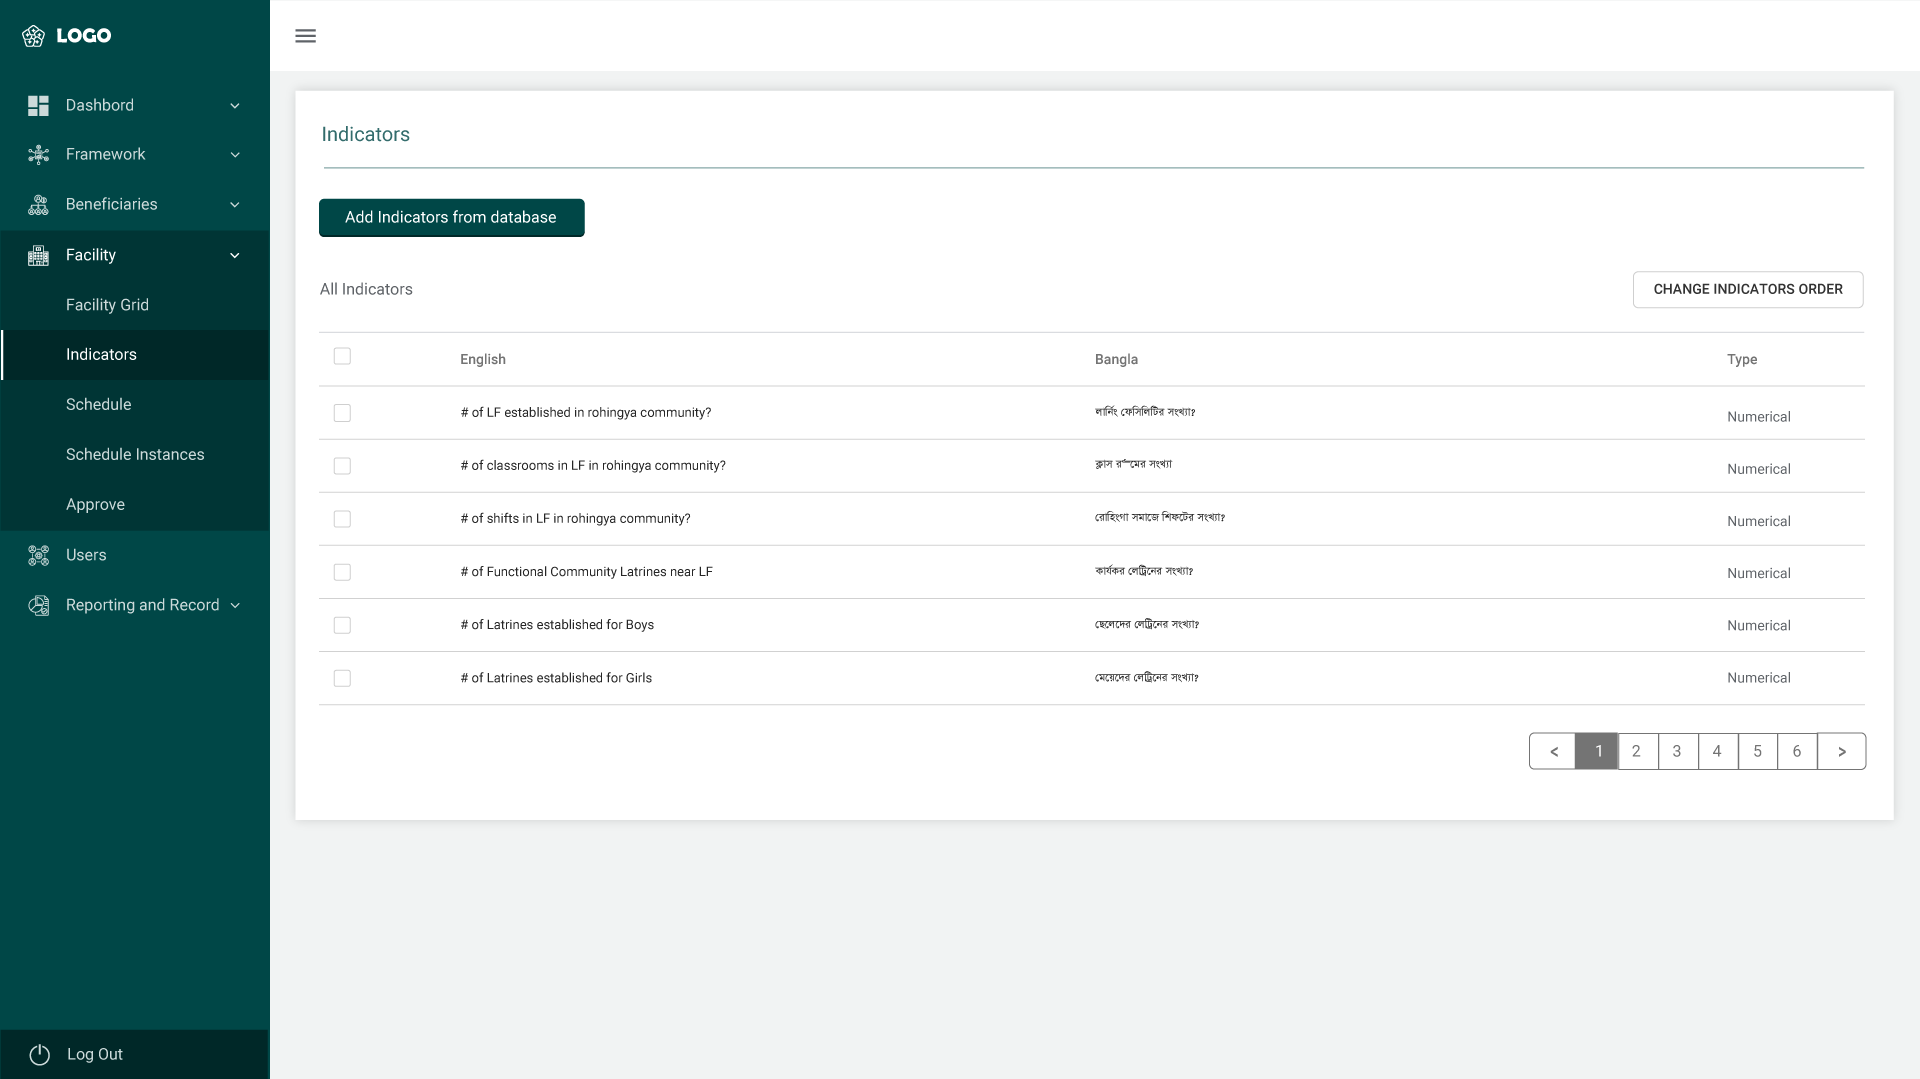 LOGO
Dashbord
Framework
Beneficiaries
Facility
Facility Grid
Indicators
Schedule
Schedule Instances
Approve
Users
Reporting and Record
Log Out
Indicators
Add Indicators from database
All Indicators
CHANGE INDICATORS ORDER
English Bangla Type
# of LF established in rohingya community? লার্নিং ফেসিলিটির সংখ্যা? Numerical
# of classrooms in LF in rohingya community? ক্লাস সংখ্যা Numerical
# of shifts in LF in rohingya community? রোহিংগা সমাজে শিফটের সংখ্যা? Numerical
# of Functional Community Latrines near LF কার্যকর লেট্রিনের সংখ্যা? Numerical
# of Latrines established for Boys ছেলেদের লেট্রিনের সংখ্যা? Numerical
# of Latrines established for Girls মেয়েদের লেট্রিনের সংখ্যা? Numerical
< 1 2 3 4 5 6 >